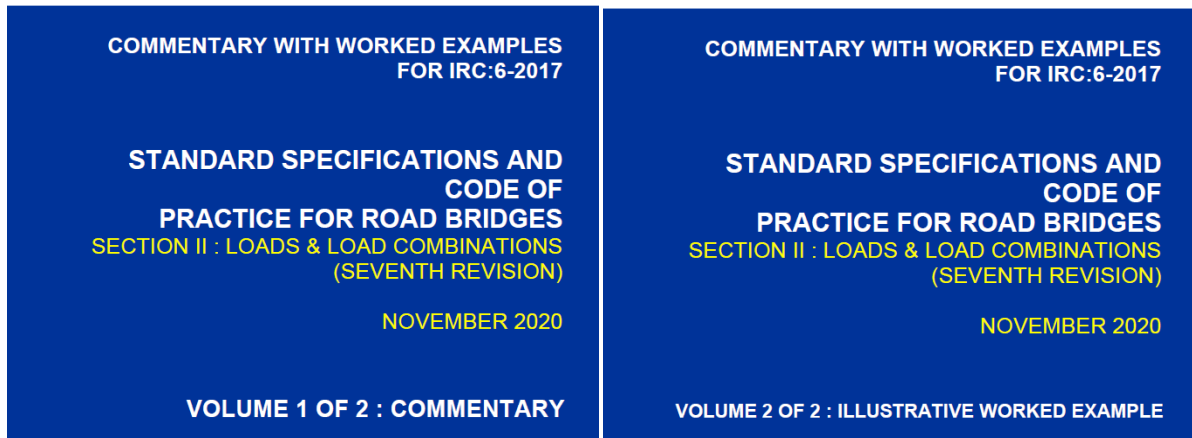 COMMENTARY WITH WORKED EXAMPLES
FOR IRC:6-2017
STANDARD SPECIFICATIONS AND
CODE OF
PRACTICE FOR ROAD BRIDGES
SECTION II : LOADS & LOAD COMBINATIONS
(SEVENTH REVISION)
NOVEMBER 2020
VOLUME 1 OF 2 : COMMENTARY
COMMENTARY WITH WORKED EXAMPLES
FOR IRC:6-2017
STANDARD SPECIFICATIONS AND
CODE OF
PRACTICE FOR ROAD BRIDGES
SECTION II : LOADS & LOAD COMBINATIONS
(SEVENTH REVISION)
NOVEMBER 2020
VOLUME 2 OF 2 : ILLUSTRATIVE WORKED EXAMPLE